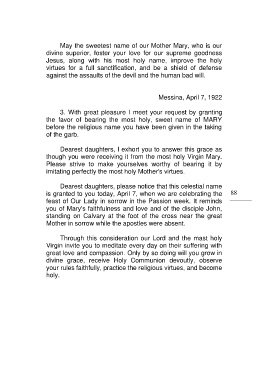 May the sweetest name of our Mother Mary, who is our
divine superior, foster your love for our supreme goodness
Jesus, along with his most holy name, improve the holy
virtues for a full sanctification, and be a shield of defense
against the assaults of the devil and the human bad will.
Messina, April 7, 1922
3. With great pleasure I meet your request by granting
the favor of bearing the most holy, sweet name of MARY
before the religious name you have been given in the taking
of the garb.
Dearest daughters, I exhort you to answer this grace as
though you were receiving it from the most holy Virgin Mary.
Please strive to make yourselves worthy of bearing it by
imitating perfectly the most holy Mother's virtues.
Dearest daughters, please notice that this celestial name
is granted to you today, April 7, when we are celebrating the
feast of Our Lady in sorrow in the Passion week. It reminds
you of Mary's faithfulness and love and of the disciple John,
standing on Calvary at the foot of the cross near the great
Mother in sorrow while the apostles were absent.
Through this consideration our Lord and the mast holy
Virgin invite you to meditate every day on their suffering with
great love and compassion. Only by so doing will you grow in
divine grace, receive Holy Communion devoutly, observe
your rules faithfully, practice the religious virtues, and become
holy.
88